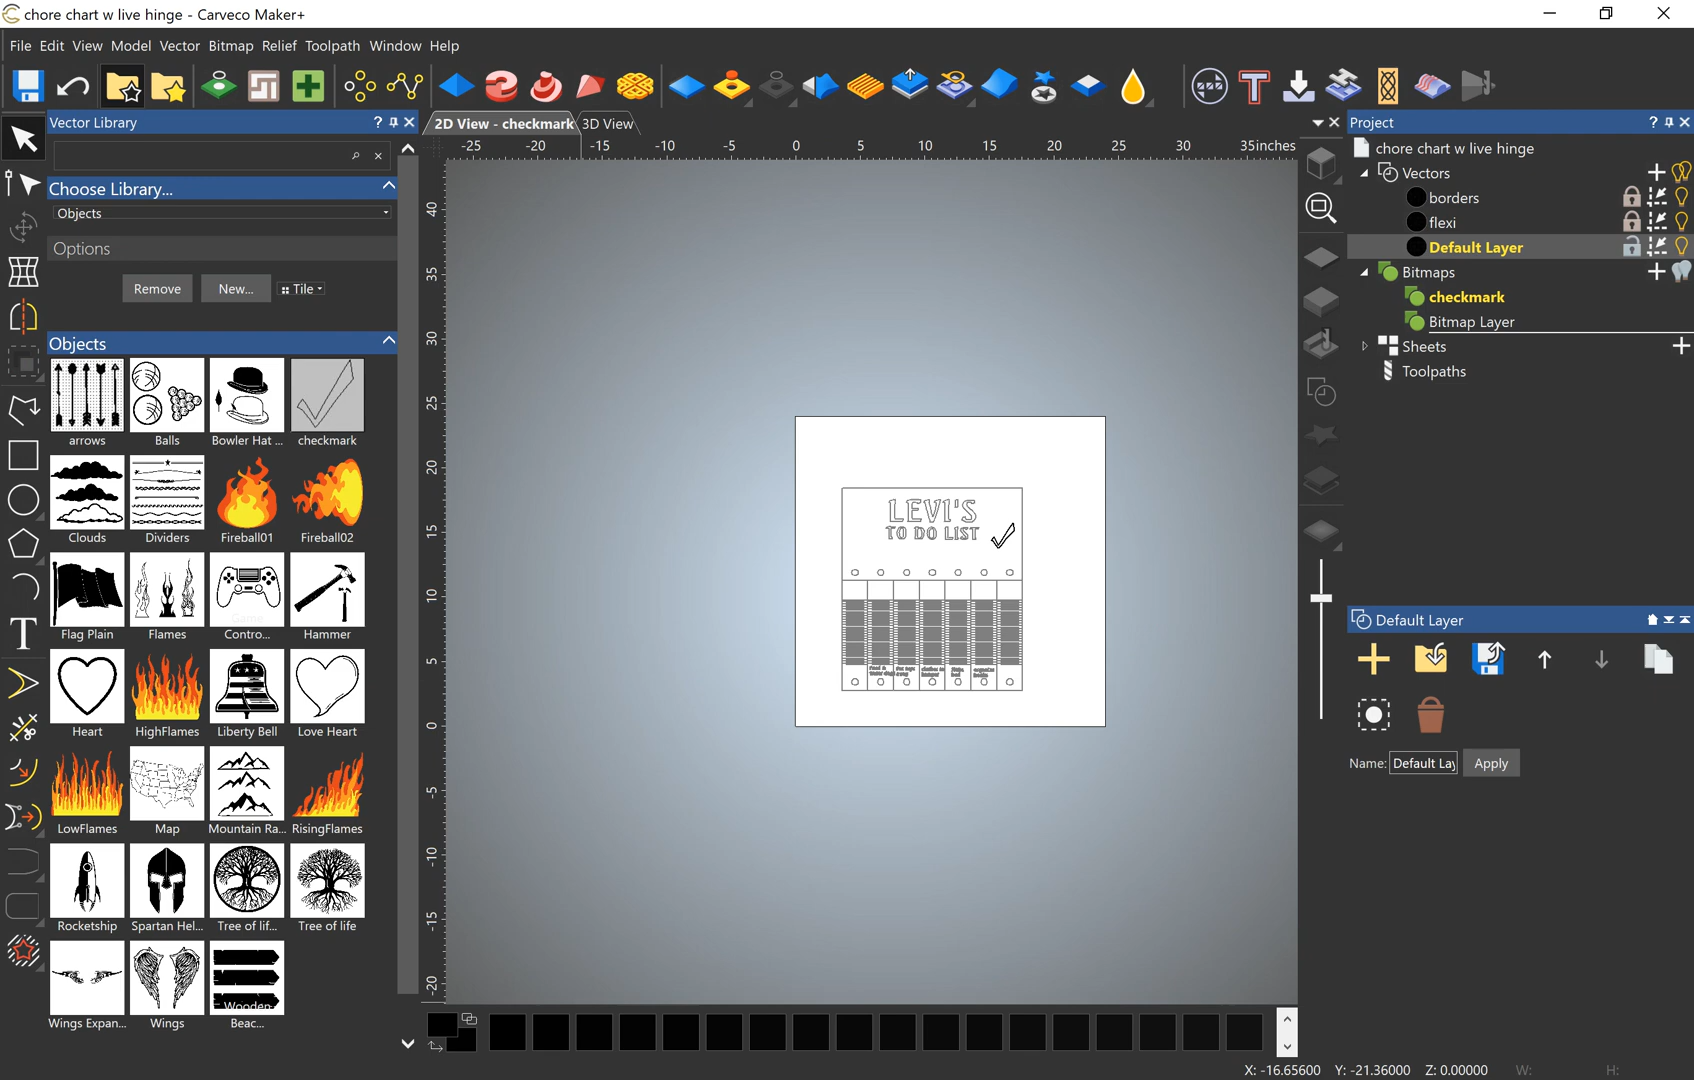 chore chart w live hinge - Carveco Maker+
File Edit View Model Vector Bitmap Relief Toolpath Window Help
Vector Library ?
Choose Library...
Objects
Options
Remove New... Tile
Objects
arrows Balls Bowler Hat ... checkmark
Clouds Dividers Fireball01 Fireball02
Flag Plain Flames Contro... Hammer
Heart HighFlames Liberty Bell Love Heart
LowFlames Map Mountain Ra... RisingFlames
Rocketship Spartan Hel... Tree of lif... Tree of life
Wooden
Wings Expan... Wings Beac...
2D View - checkmark 3D View
-25 -20 -15 -10 -5 0 5 10 15 20 25 30 35 inches
40
35
30
25
20
15
10
5
0
-5
-10
-15
-20
LEVI'S
TO DO LIST
Project ?
chore chart w live hinge
Vectors
borders
flexi
Default Layer
Bitmaps
checkmark
Bitmap Layer
Sheets
Toolpaths
Default Layer
Name: Default Lay Apply
X: -16.65600 Y: -21.36000 Z: 0.00000 W: H: